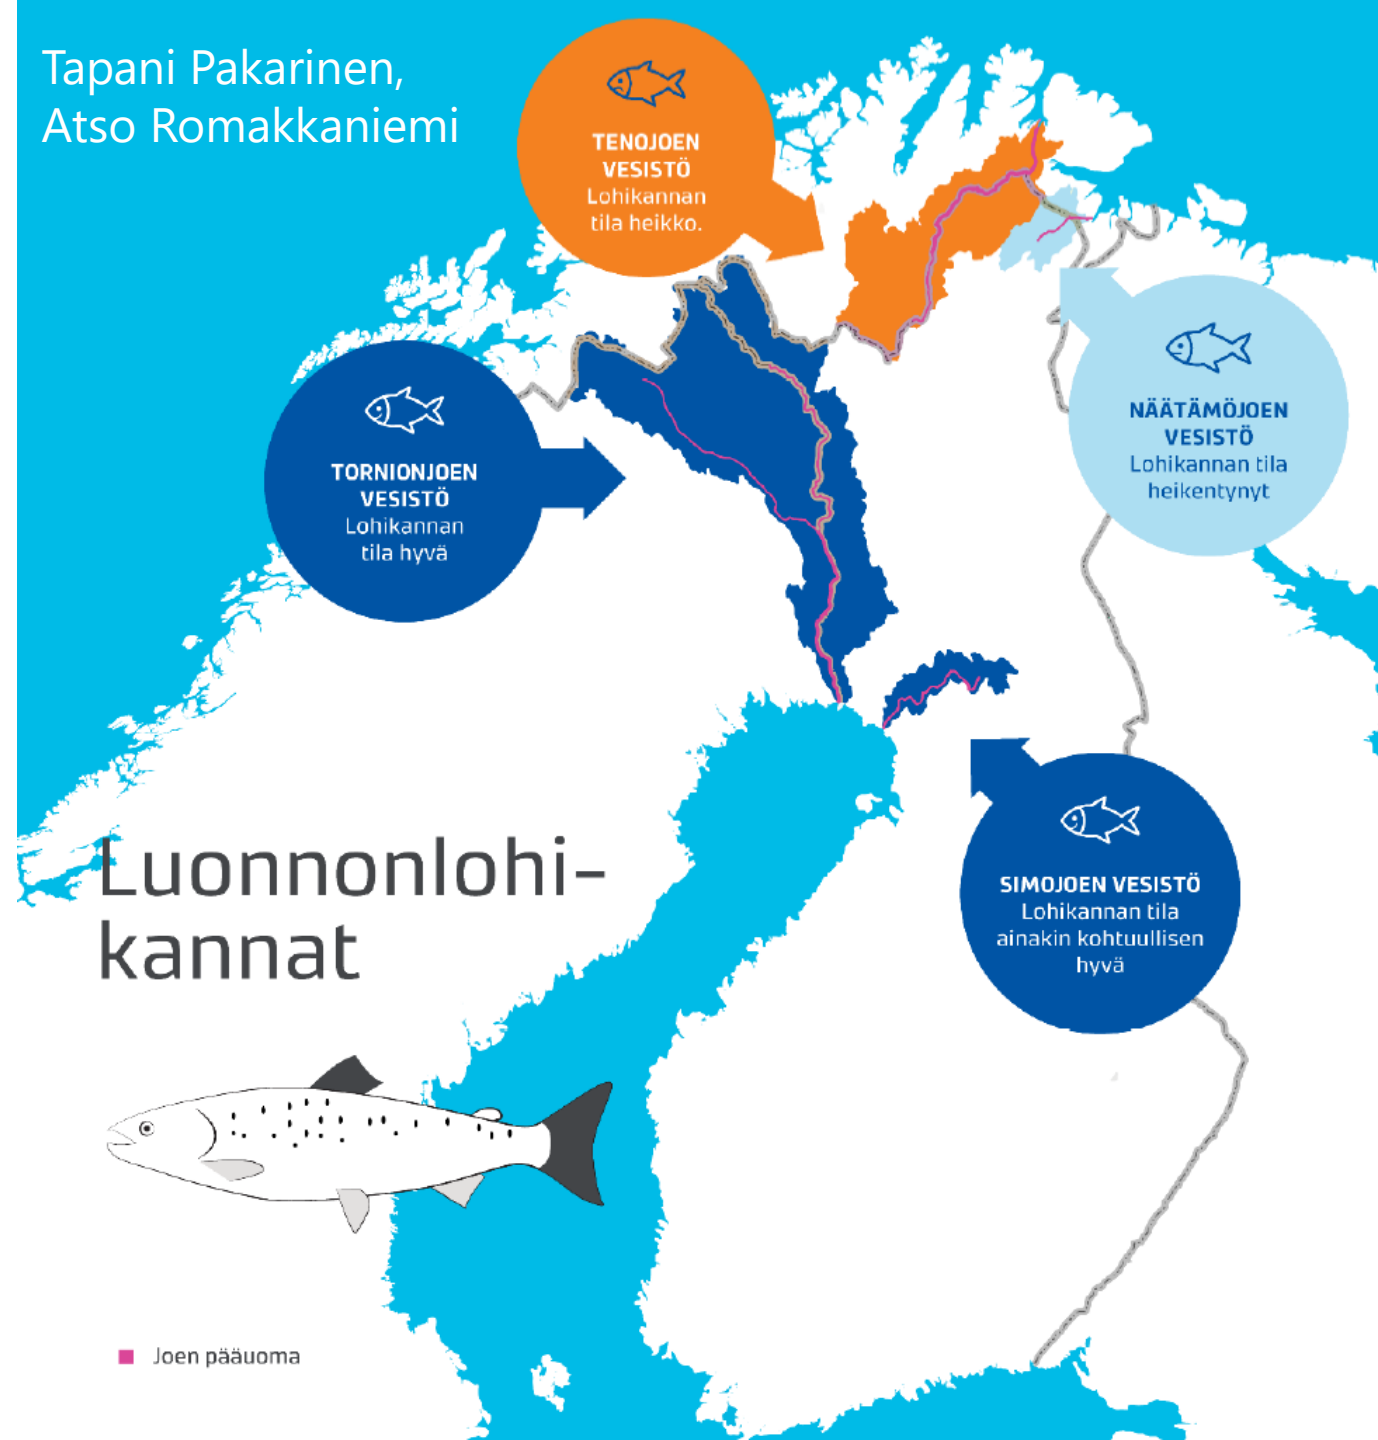 Tapani Pakarinen,
Atso Romakkaniemi
TENOJOEN
VESISTÖ
Lohikannan
tila heikko.
NÄÄTÄMÖJOEN
VESISTÖ
Lohikannan tila
heikentynyt
TORNIONJOEN
VESISTÖ
Lohikannan
tila hyvä
SIMOJOEN VESISTÖ
Lohikannan tila
ainakin kohtuullisen
hyvä
Luonnonlohi-
kannat
Joen pääuoma